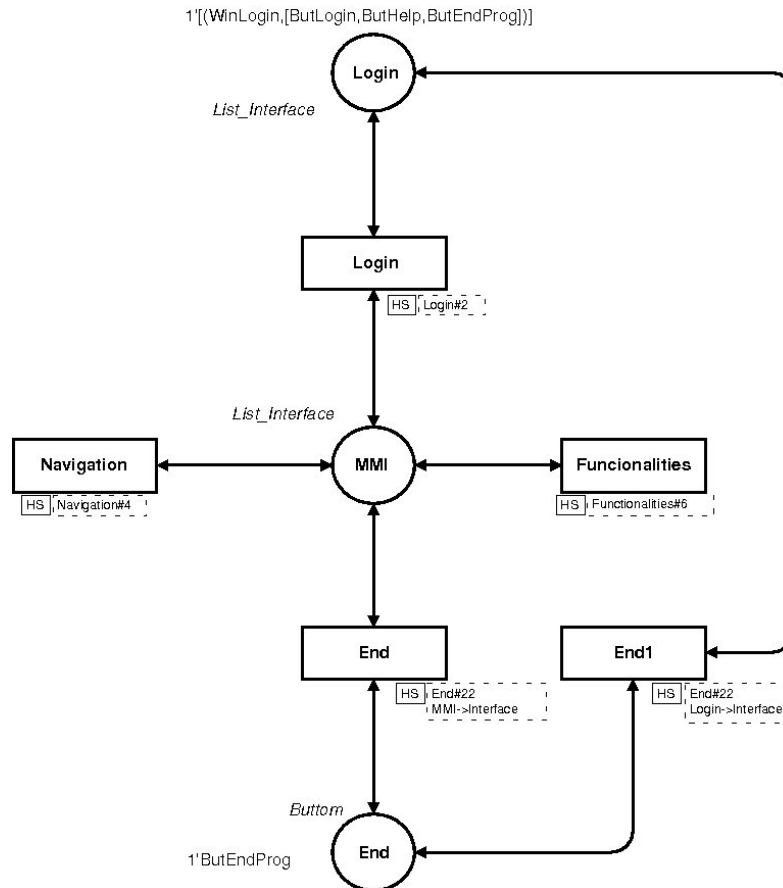 1'[(WinLogin,[ButLogin,ButHelp,ButEndProg])]
Login
List_Interface
Login
HS Login#2
List_Interface
Navigation
MMI
Funcionalities
HS Navigation#4
HS Functionalities#6
End
End1
HS End#22
MMI->Interface
HS End#22
Login->Interface
Buttom
1'ButEndProg
End